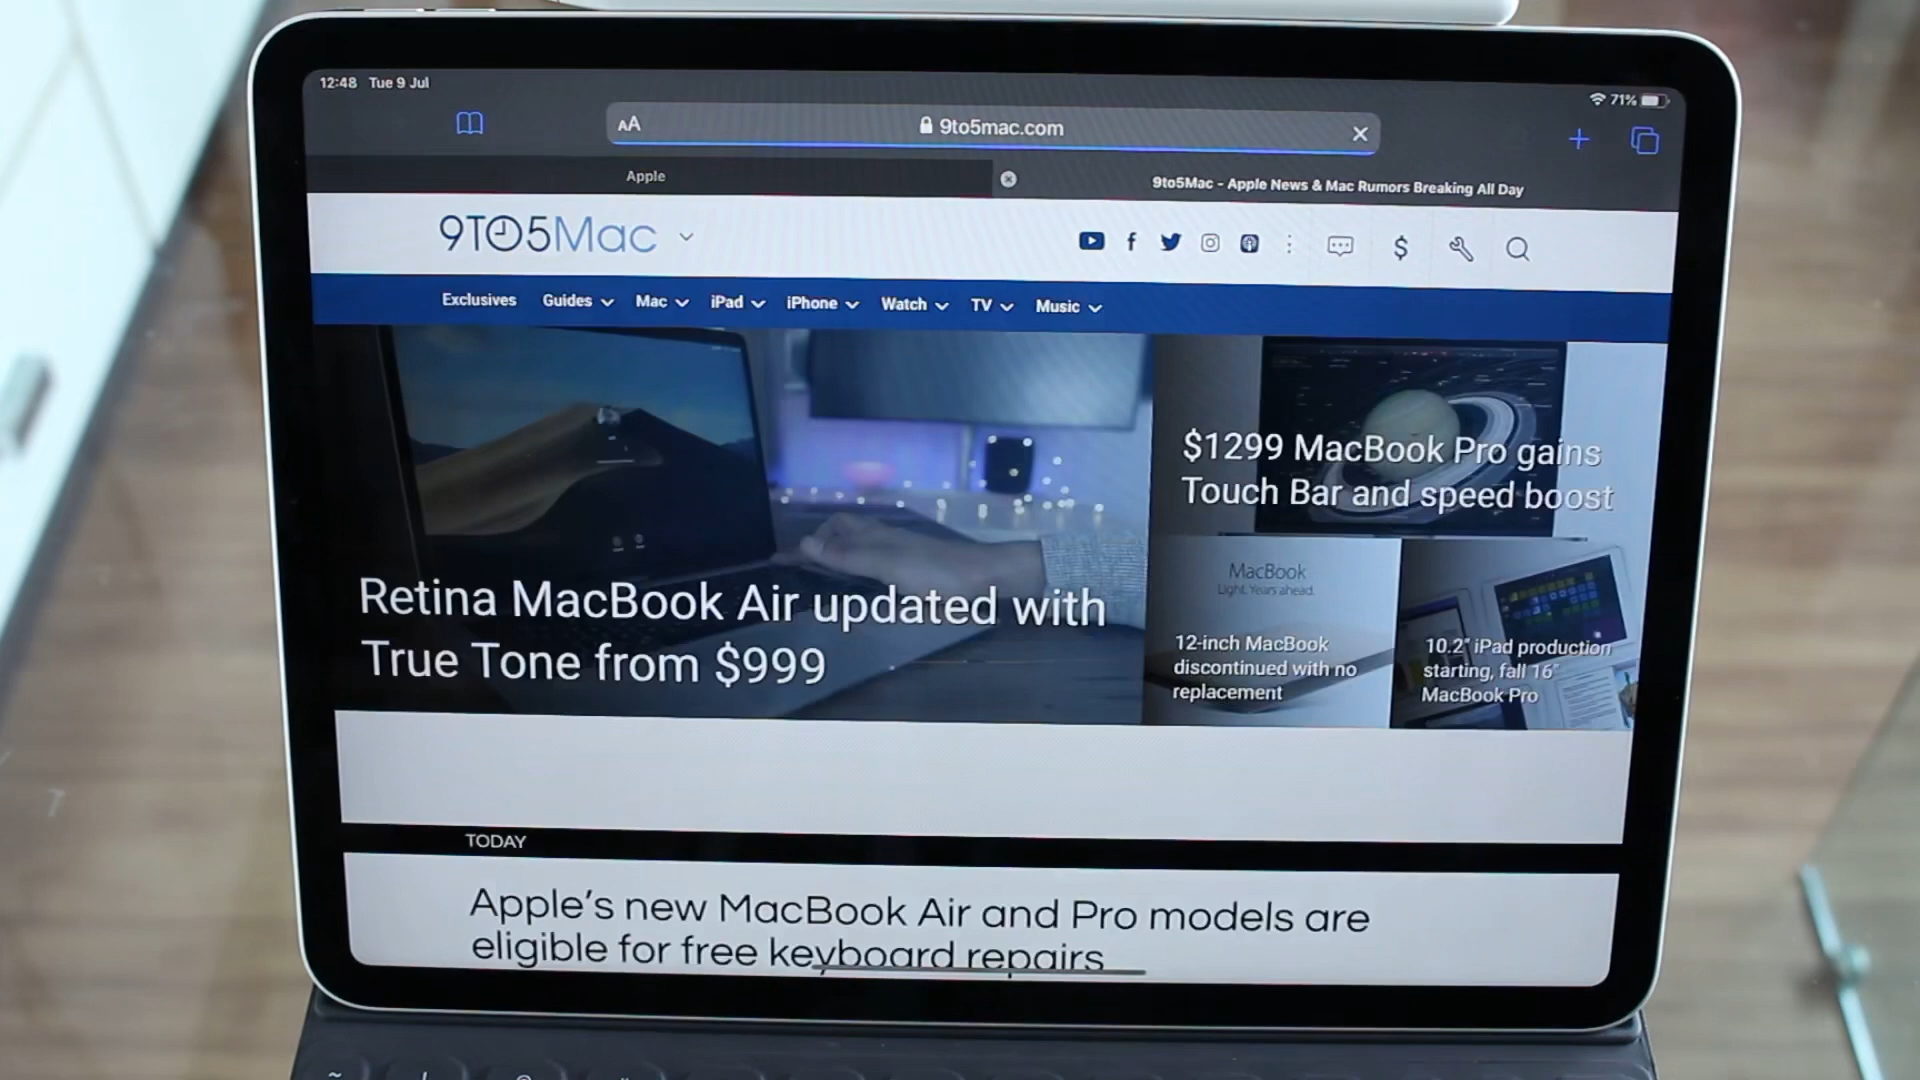 12:48 Tue 9 Jul
71%
AA
9to5mac.com
Apple
9to5Mac - Apple News & Mac Rumors Breaking All Day
9TO5Mac
Exclusives Guides Mac iPad iPhone Watch TV Music
Retina MacBook Air updated with
True Tone from $999
$1299 MacBook Pro gains
Touch Bar and speed boost
MacBook
Light. Years ahead.
12-inch MacBook
discontinued with no
replacement
10.2" iPad production
starting, fall 16"
MacBook Pro
TODAY
Apple's new MacBook Air and Pro models are
eligible for free keyboard repairs